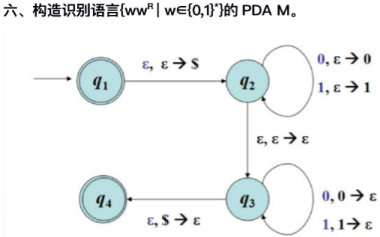 六、构造识别语言{wwᴿ | w∈{0,1}*}的 PDA M。
q₁
ε, ε → $
q₂
0, ε → 0
1, ε → 1
ε, ε → ε
q₄
ε, $ → ε
q₃
0, 0 → ε
1, 1→ ε